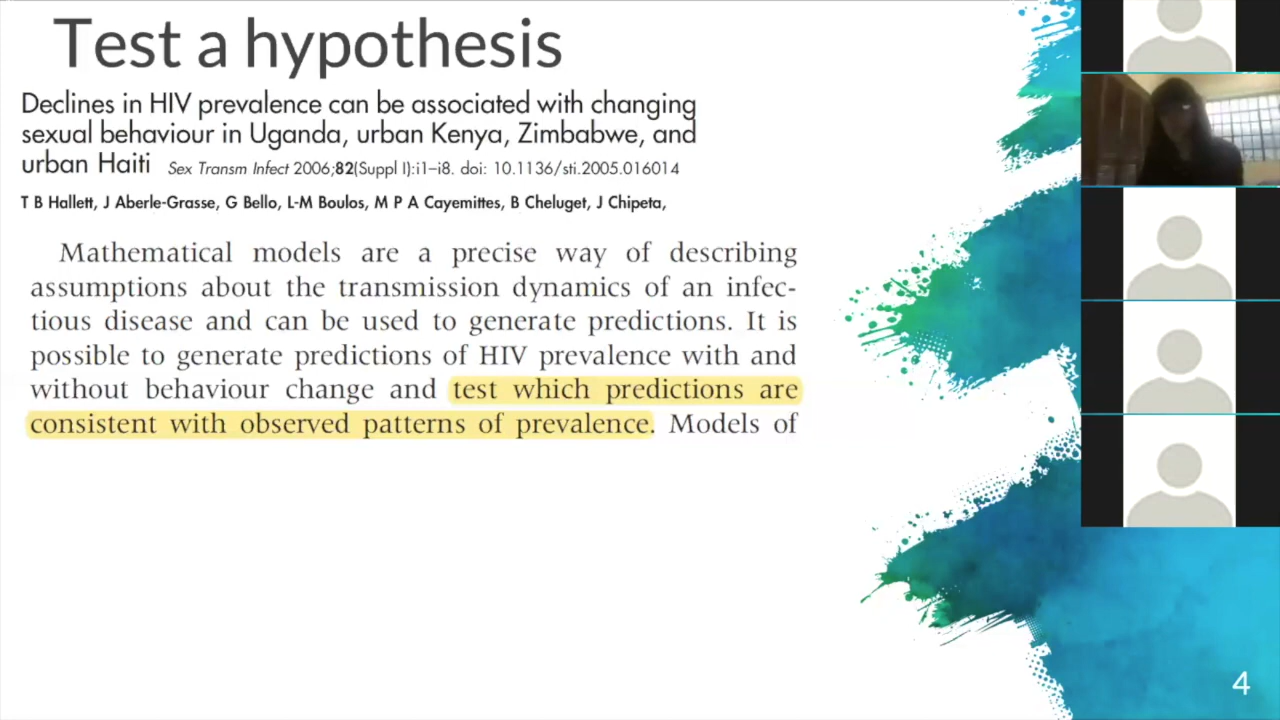 Test a hypothesis
Declines in HIV prevalence can be associated with changing
sexual behaviour in Uganda, urban Kenya, Zimbabwe, and
urban Haiti Sex Transm Infect 2006;82(Suppl I):i1–i8. doi: 10.1136/sti.2005.016014
T B Hallett, J Aberle-Grasse, G Bello, L-M Boulos, M P A Cayemittes, B Cheluget, J Chipeta,
Mathematical models are a precise way of describing
assumptions about the transmission dynamics of an infec-
tious disease and can be used to generate predictions. It is
possible to generate predictions of HIV prevalence with and
without behaviour change and test which predictions are
consistent with observed patterns of prevalence. Models of
4